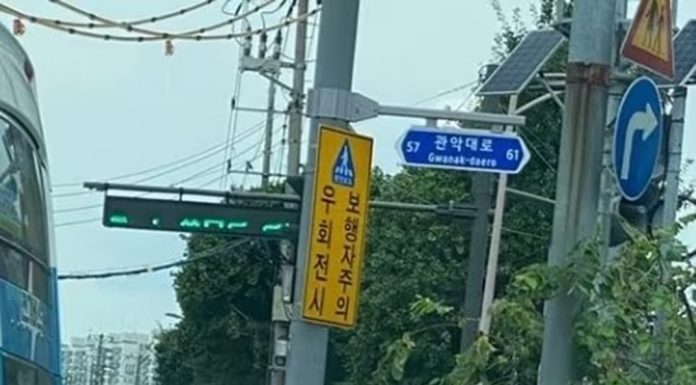 우회전시
보행자주의
57 관악대로 61
Gwanak-daero